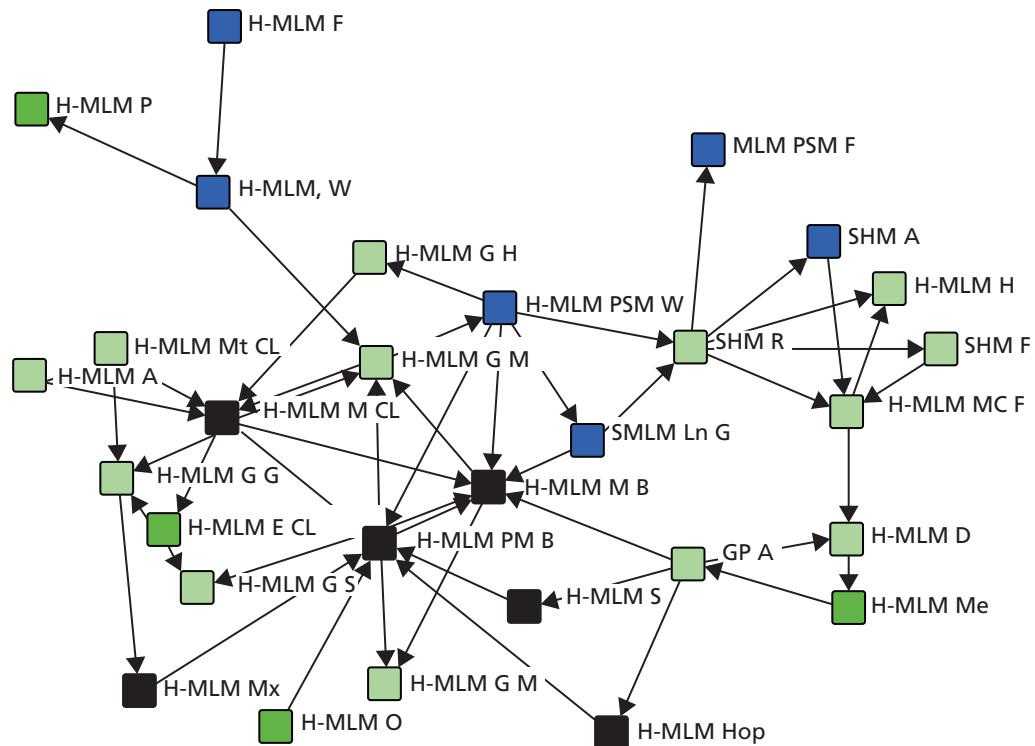 H-MLM F
H-MLM P
MLM PSM F
H-MLM, W
SHM A
H-MLM G H
H-MLM H
H-MLM PSM W
SHM R
SHM F
H-MLM Mt CL
H-MLM G M
H-MLM A
H-MLM M CL
H-MLM MC F
SMLM Ln G
H-MLM G G
H-MLM M B
H-MLM E CL
H-MLM PM B
GP A
H-MLM D
H-MLM G S
H-MLM S
H-MLM Me
H-MLM Mx
H-MLM G M
H-MLM O
H-MLM Hop